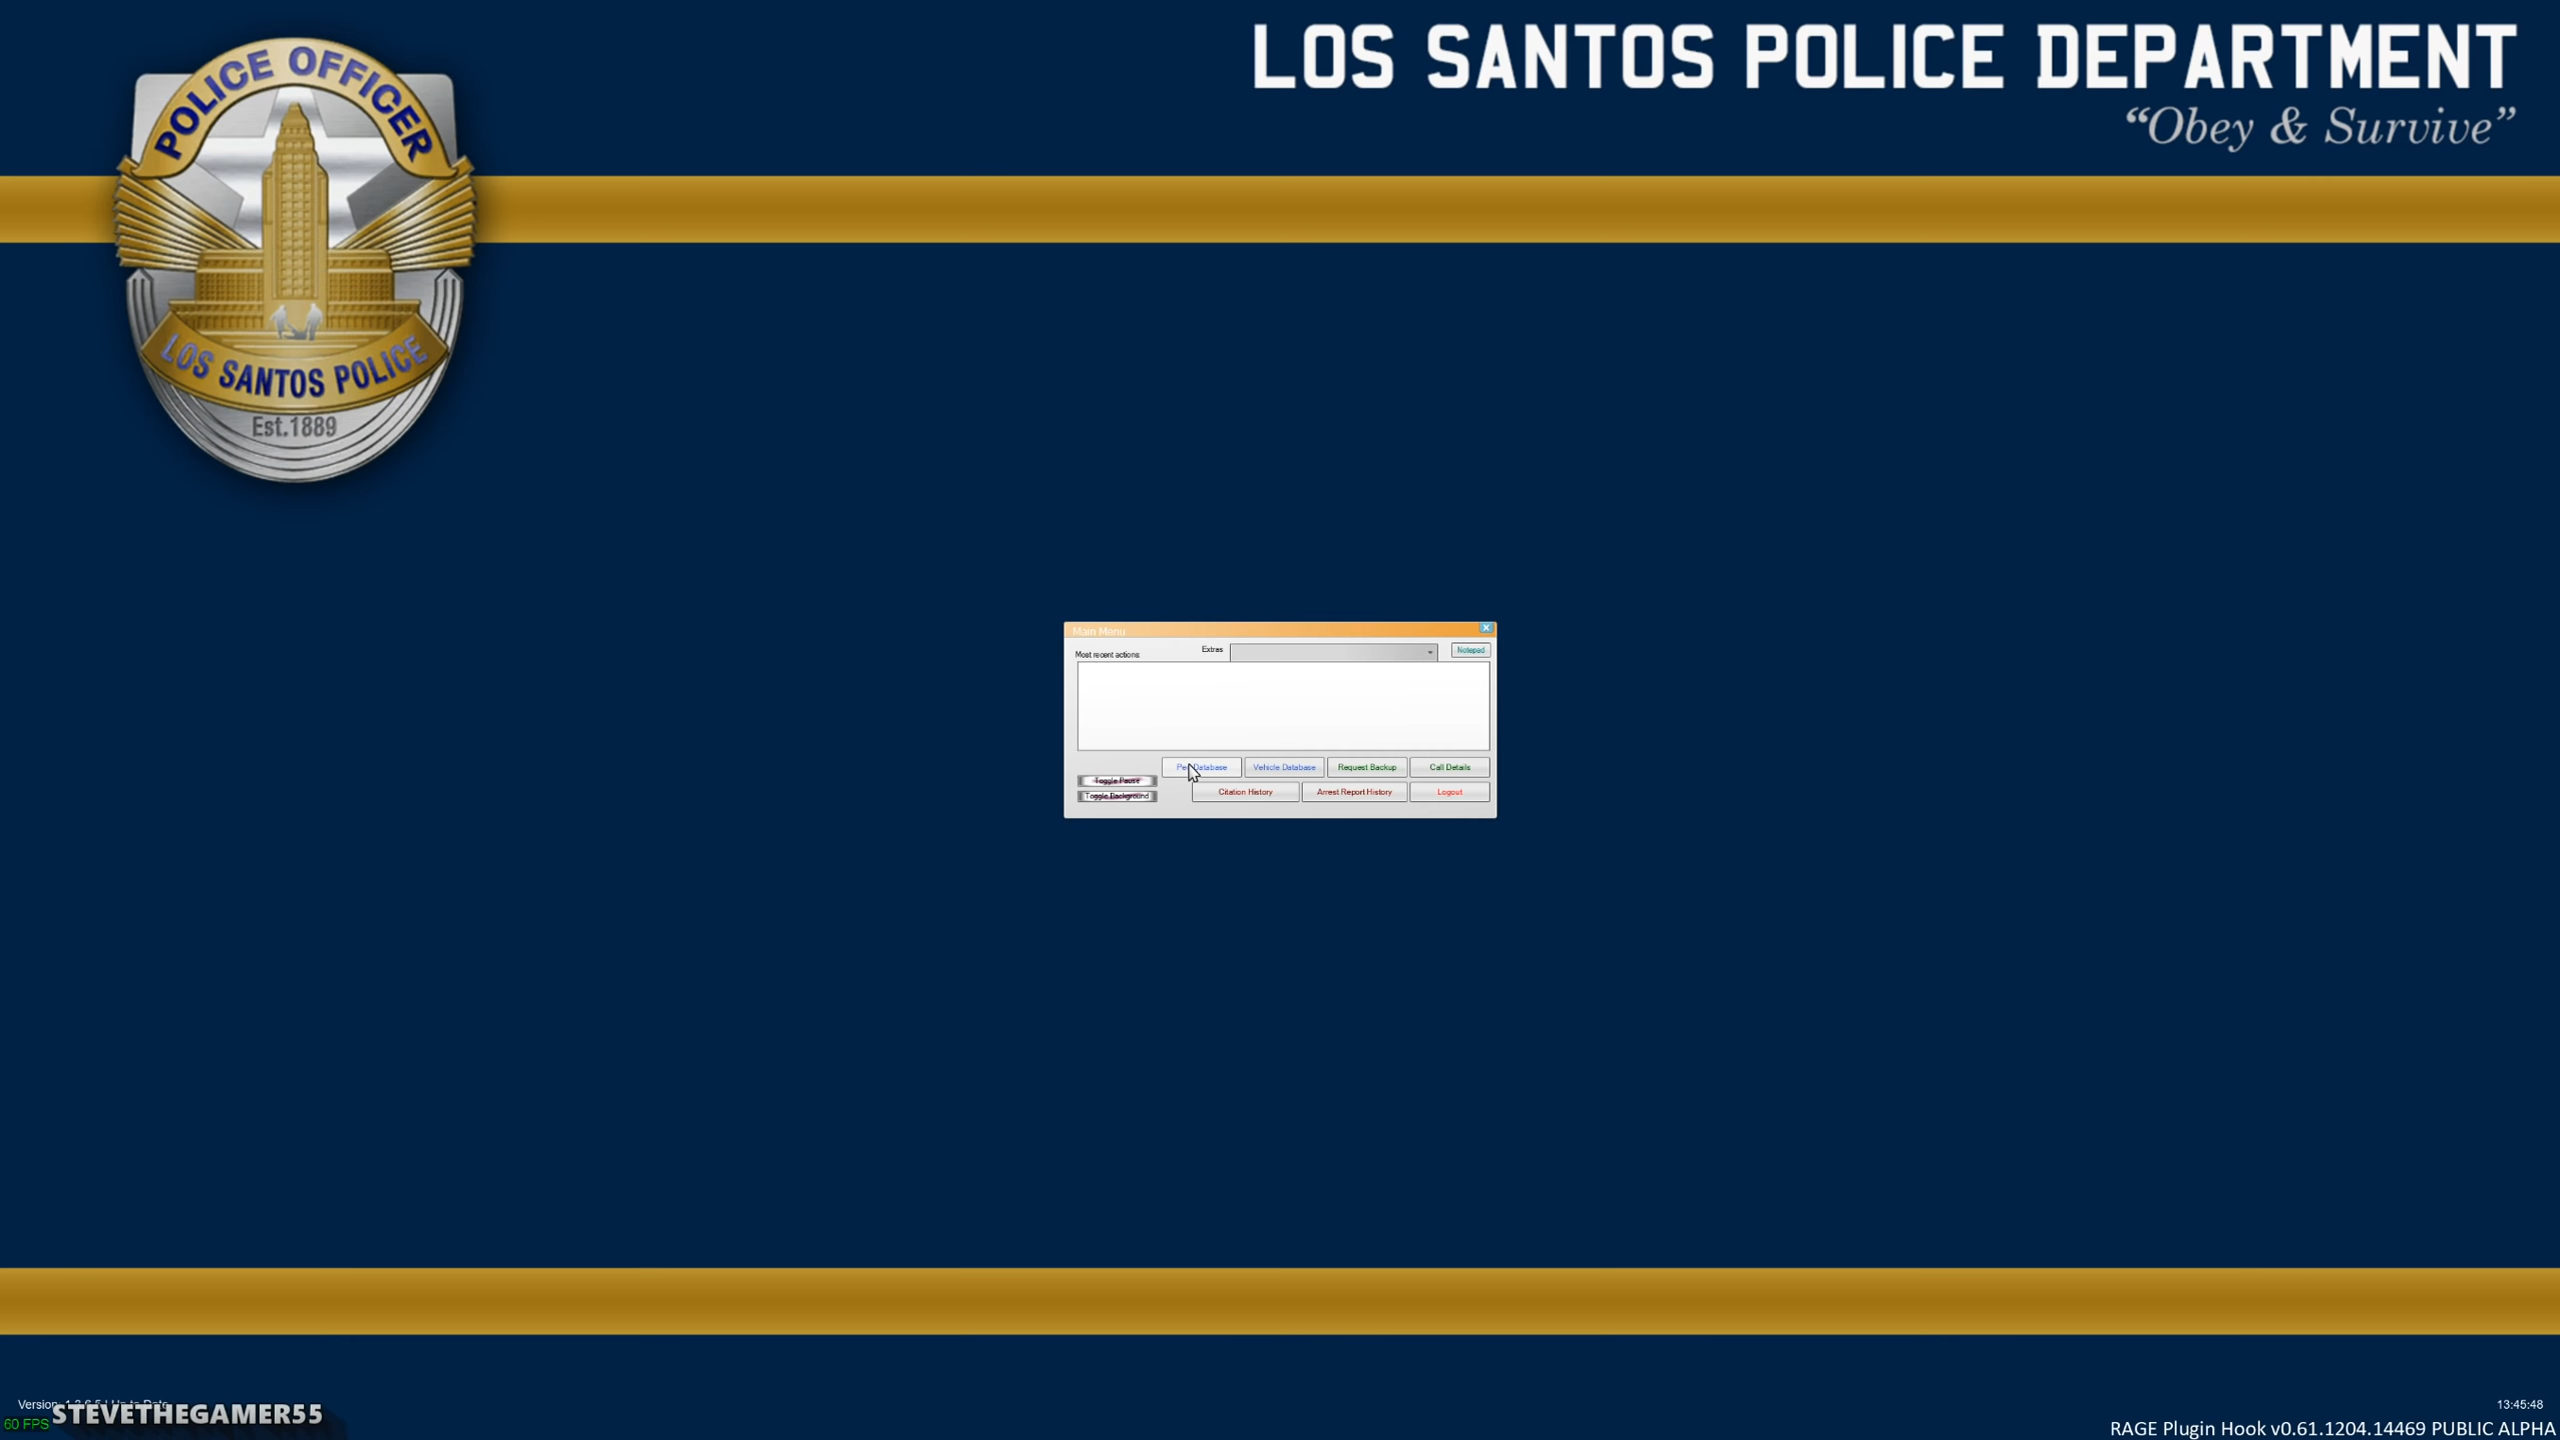 LOS SANTOS POLICE DEPARTMENT
“Obey & Survive”
POLICE OFFICER
LOS SANTOS POLICE
Est.1889
Main Menu
Most recent actions:
Extras
Notepad
Database
Vehicle Database
Request Backup
Call Details
Toggle Pause
Toggle Background
Citation History
Arrest Report History
Logout
Version:
60 FPS
STEVETHEGAMER55
13:45:48
RAGE Plugin Hook v0.61.1204.14469 PUBLIC ALPHA